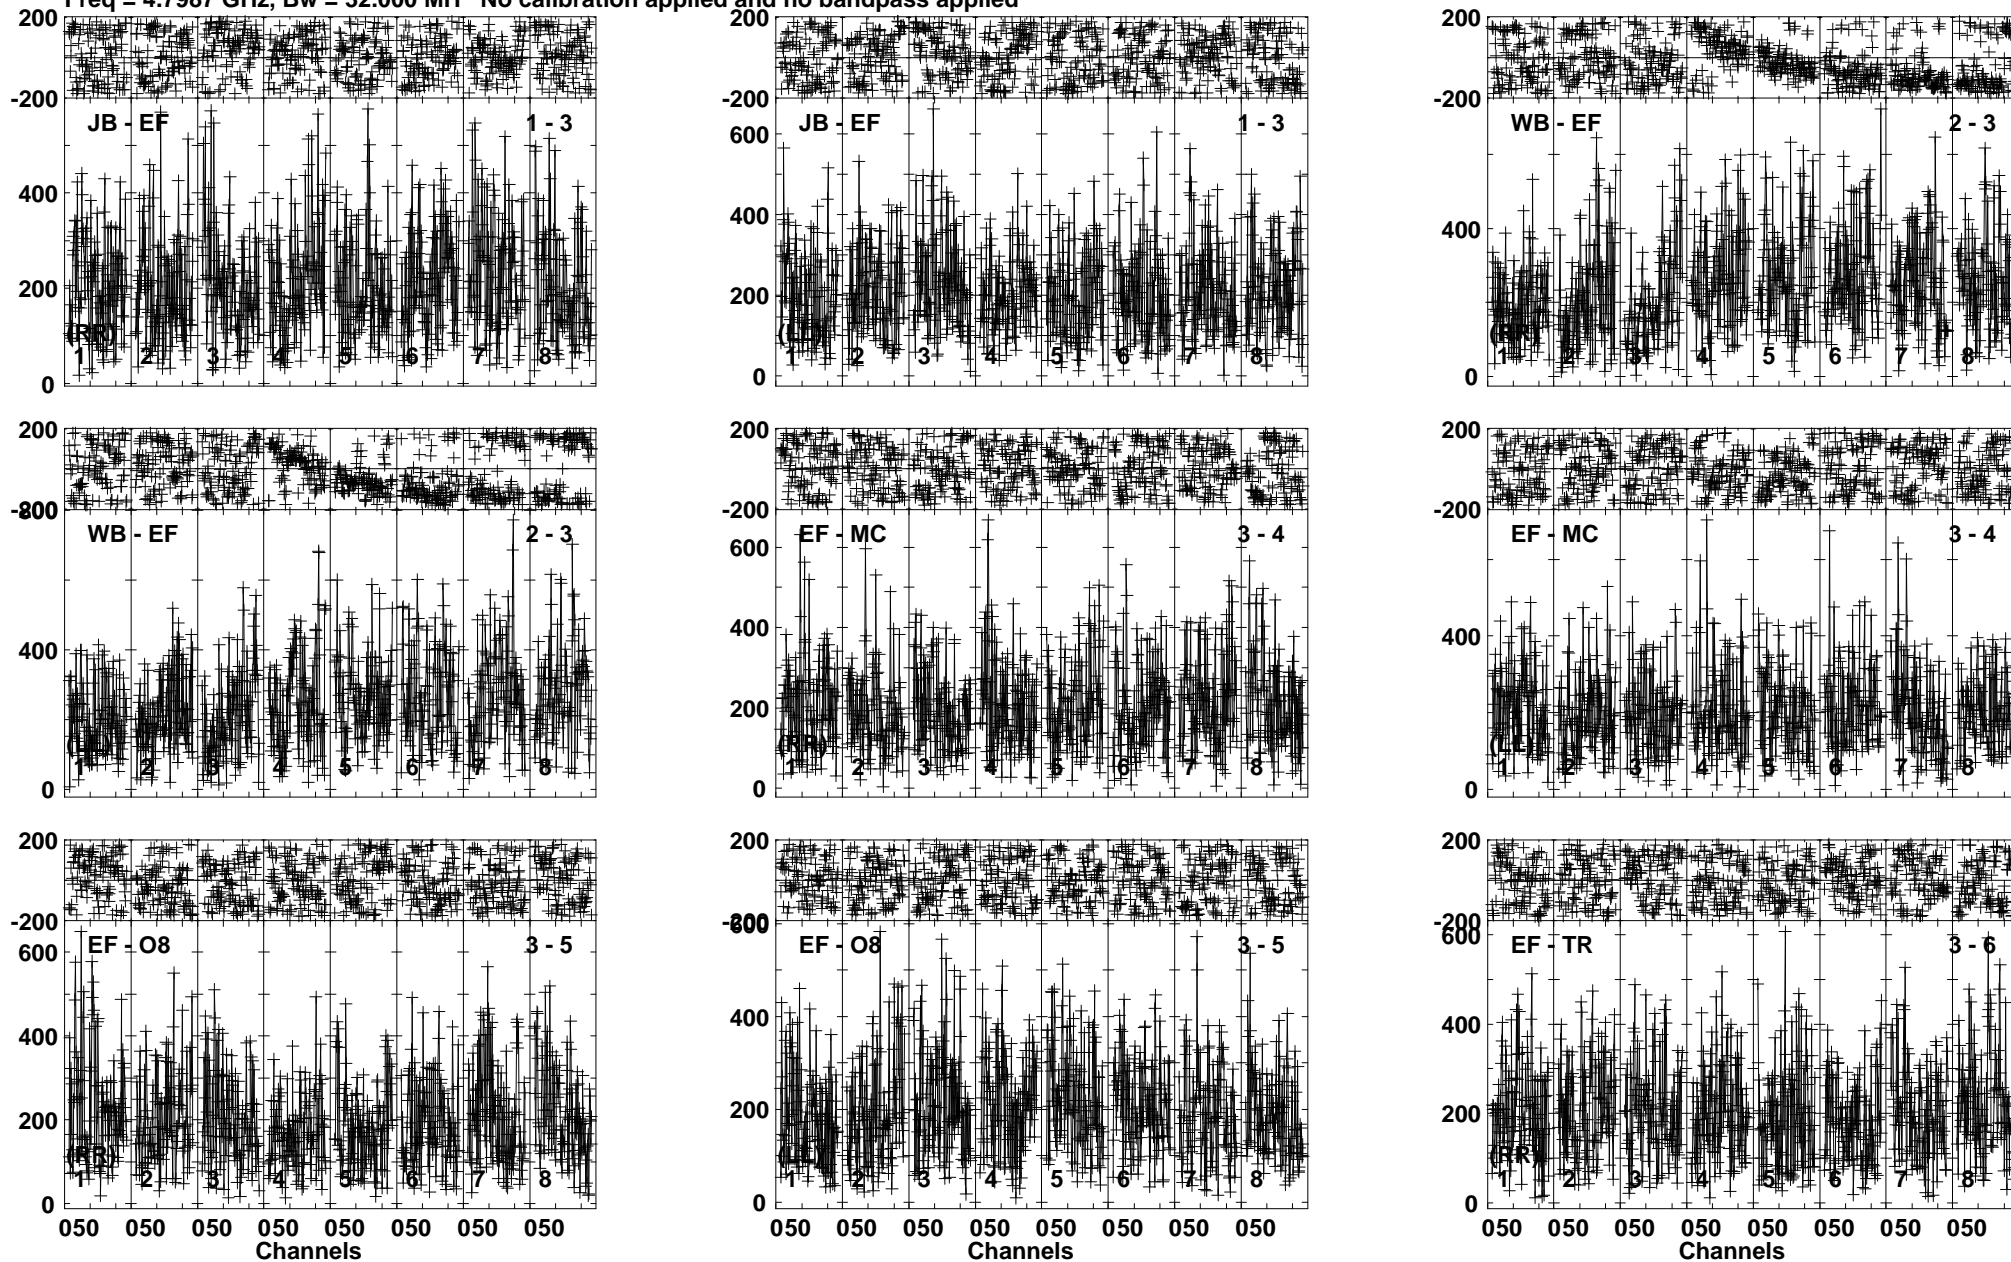 Freq = 4.7987 GHz, Bw = 32.000 MH No calibration applied and no bandpass applied
200 200 200
-200 -200 -200
JB - EF 1 - 3 JB - EF 1 - 3 WB - EF 2 - 3
600
400 400 400
200 200
(RR) (LL) (RR)
1 2 3 4 5 6 7 8 1 2 3 4 5 6 7 8 1 2 3 4 5 6 7 8
0 0 0
200 200 200
-200 -200 -200
800
WB - EF 2 - 3 EF - MC 3 - 4 EF - MC 3 - 4
600
400 400 400
200
(LL) (RR) (LL)
1 2 3 4 5 6 7 8 1 2 3 4 5 6 7 8 1 2 3 4 5 6 7 8
0 0 0
200 200 200
-200 -200 -200
600 600 600
EF - O8 3 - 5 EF - O8 3 - 5 EF - TR 3 - 6
400 400 400
200 200 200
(RR) (LL) (RR)
1 2 3 4 5 6 7 8 1 2 3 4 5 6 7 8 1 2 3 4 5 6 7 8
0 0 0
050 050 050 050 050 050 050 050 050 050 050 050 050 050 050 050 050 050 050 050 050 050 050 050
Channels Channels Channels